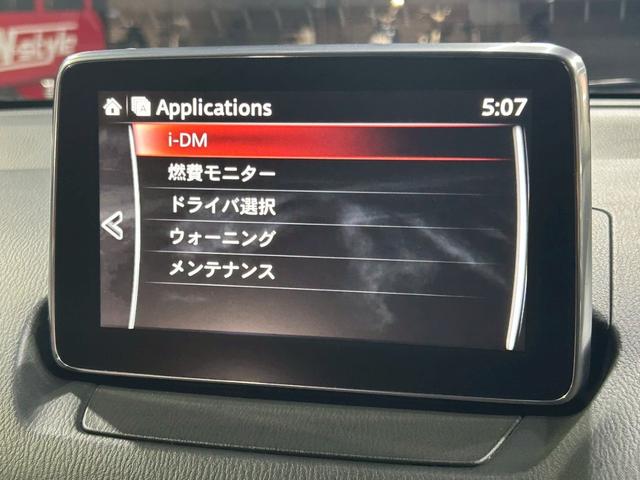 N-style
Applications
5:07
i-DM
燃費モニター
ドライバ選択
ウォーニング
メンテナンス